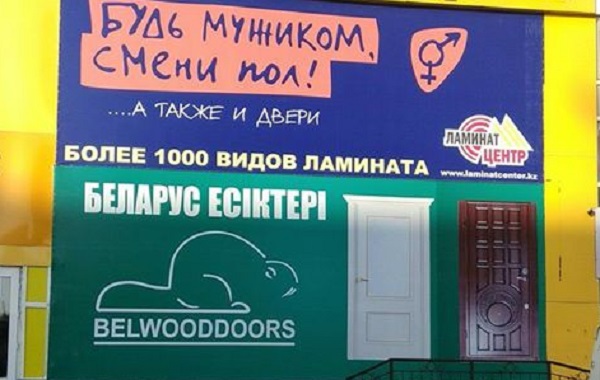 БУДЬ МУЖИКОМ,
СМЕНИ ПОЛ!
....А ТАКЖЕ И ДВЕРИ
БОЛЕЕ 1000 ВИДОВ ЛАМИНАТА
ЛАМИНАТ
ЦЕНТР
www.laminatcenter.kz
БЕЛАРУС ЕСІКТЕРІ
BELWOODDOORS